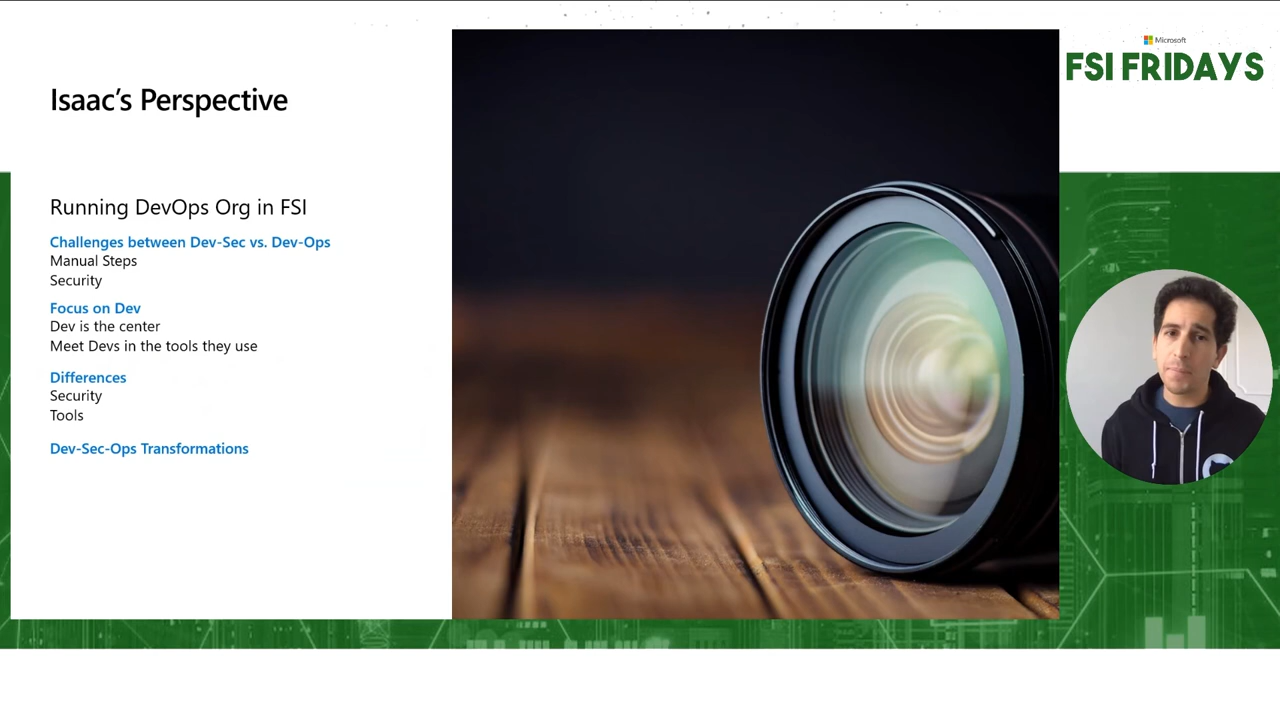 Microsoft
FSI FRIDAYS
Isaac's Perspective
Running DevOps Org in FSI
Challenges between Dev-Sec vs. Dev-Ops
Manual Steps
Security
Focus on Dev
Dev is the center
Meet Devs in the tools they use
Differences
Security
Tools
Dev-Sec-Ops Transformations